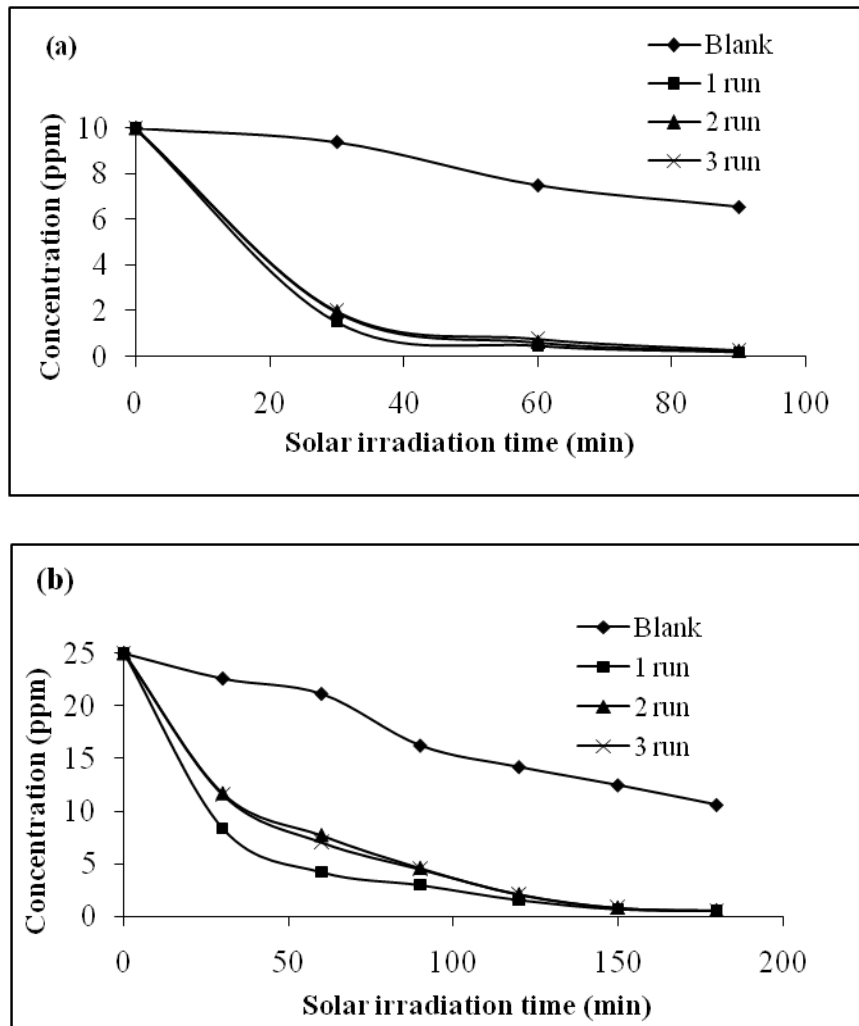 (a)
Blank
1 run
2 run
3 run
Concentration (ppm)
10
8
6
4
2
0
0 20 40 60 80 100
Solar irradiation time (min)
(b)
Blank
1 run
2 run
3 run
Concentration (ppm)
25
20
15
10
5
0
0 50 100 150 200
Solar irradiation time (min)